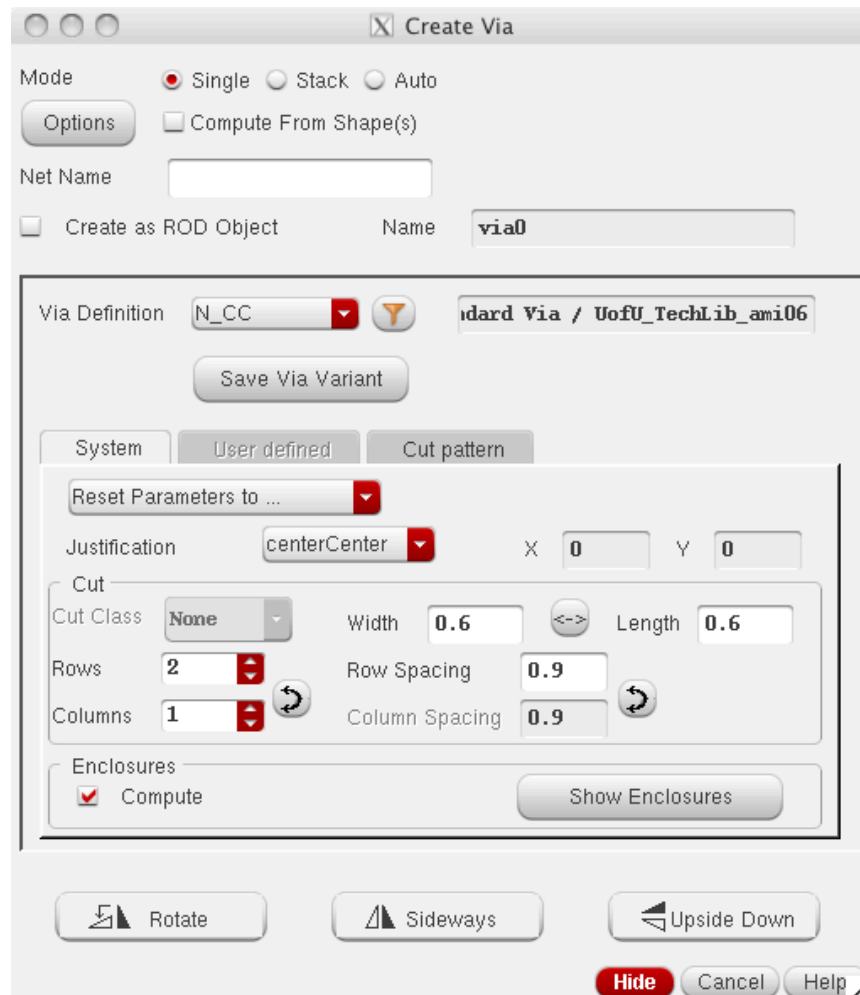 X Create Via
Mode Single Stack Auto
Options Compute From Shape(s)
Net Name
Create as ROD Object Name via0
Via Definition N_CC dard Via / UofU_TechLib_ami06
Save Via Variant
System User defined Cut pattern
Reset Parameters to ...
Justification centerCenter X 0 Y 0
Cut
Cut Class None Width 0.6 <-> Length 0.6
Rows 2 Row Spacing 0.9
Columns 1 Column Spacing 0.9
Enclosures
Compute Show Enclosures
Rotate Sideways Upside Down
Hide Cancel Help